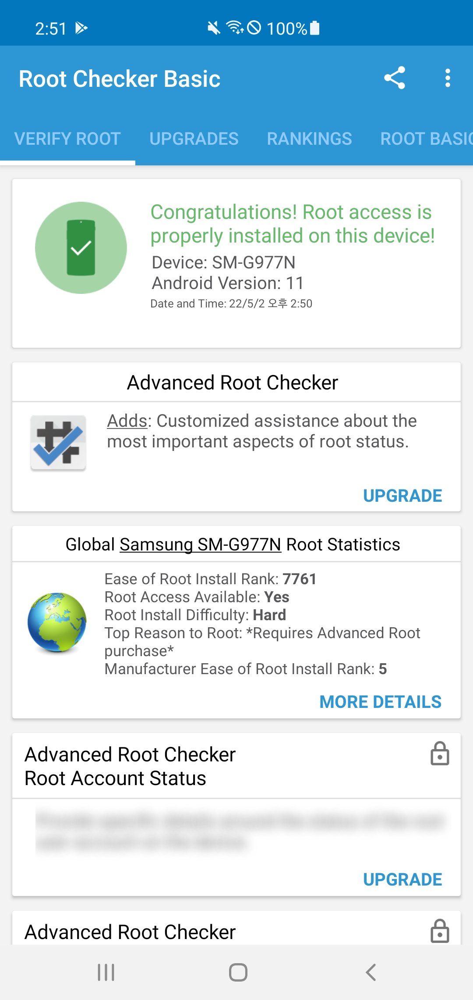 2:51 100%
Root Checker Basic
VERIFY ROOT UPGRADES RANKINGS ROOT BASIC
Congratulations! Root access is
properly installed on this device!
Device: SM-G977N
Android Version: 11
Date and Time: 22/5/2 오후 2:50
Advanced Root Checker
Adds: Customized assistance about the
most important aspects of root status.
UPGRADE
Global Samsung SM-G977N Root Statistics
Ease of Root Install Rank: 7761
Root Access Available: Yes
Root Install Difficulty: Hard
Top Reason to Root: *Requires Advanced Root
purchase*
Manufacturer Ease of Root Install Rank: 5
MORE DETAILS
Advanced Root Checker
Root Account Status
UPGRADE
Advanced Root Checker